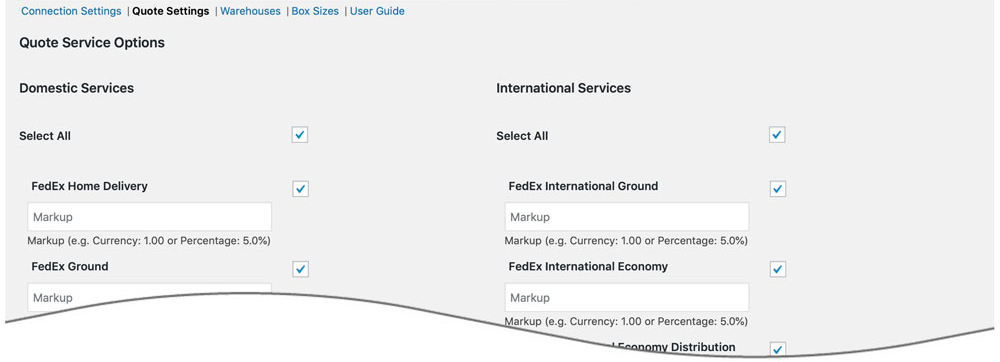 Connection Settings | Quote Settings | Warehouses | Box Sizes | User Guide
Quote Service Options
Domestic Services
International Services
Select All
Select All
FedEx Home Delivery
FedEx International Ground
Markup
Markup
Markup (e.g. Currency: 1.00 or Percentage: 5.0%)
Markup (e.g. Currency: 1.00 or Percentage: 5.0%)
FedEx Ground
FedEx International Economy
Markup
Markup
Markup (e.g. Currency: 1.00 or Percentage: 5.0%)
Economy Distribution